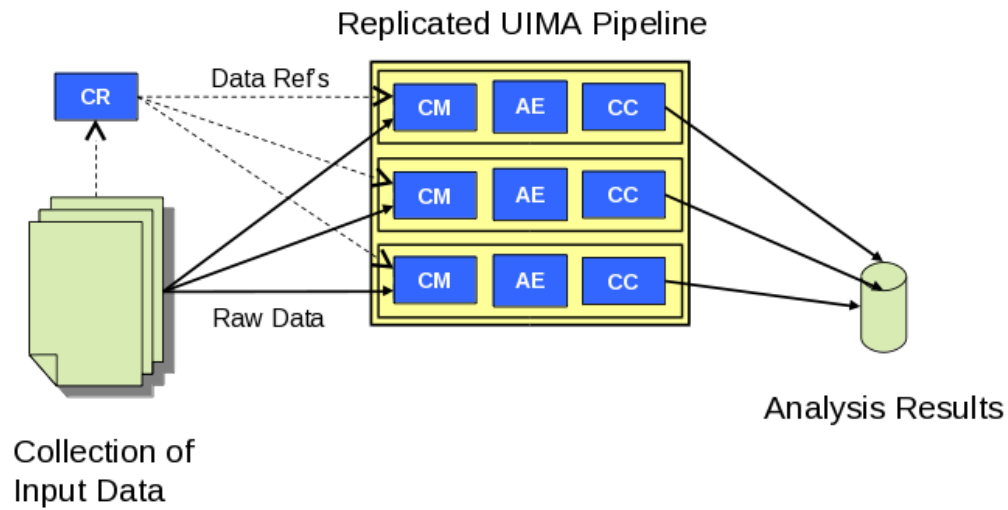 Replicated UIMA Pipeline
Data Ref's
CR
CM AE CC
CM AE CC
CM AE CC
Raw Data
Analysis Results
Collection of
Input Data